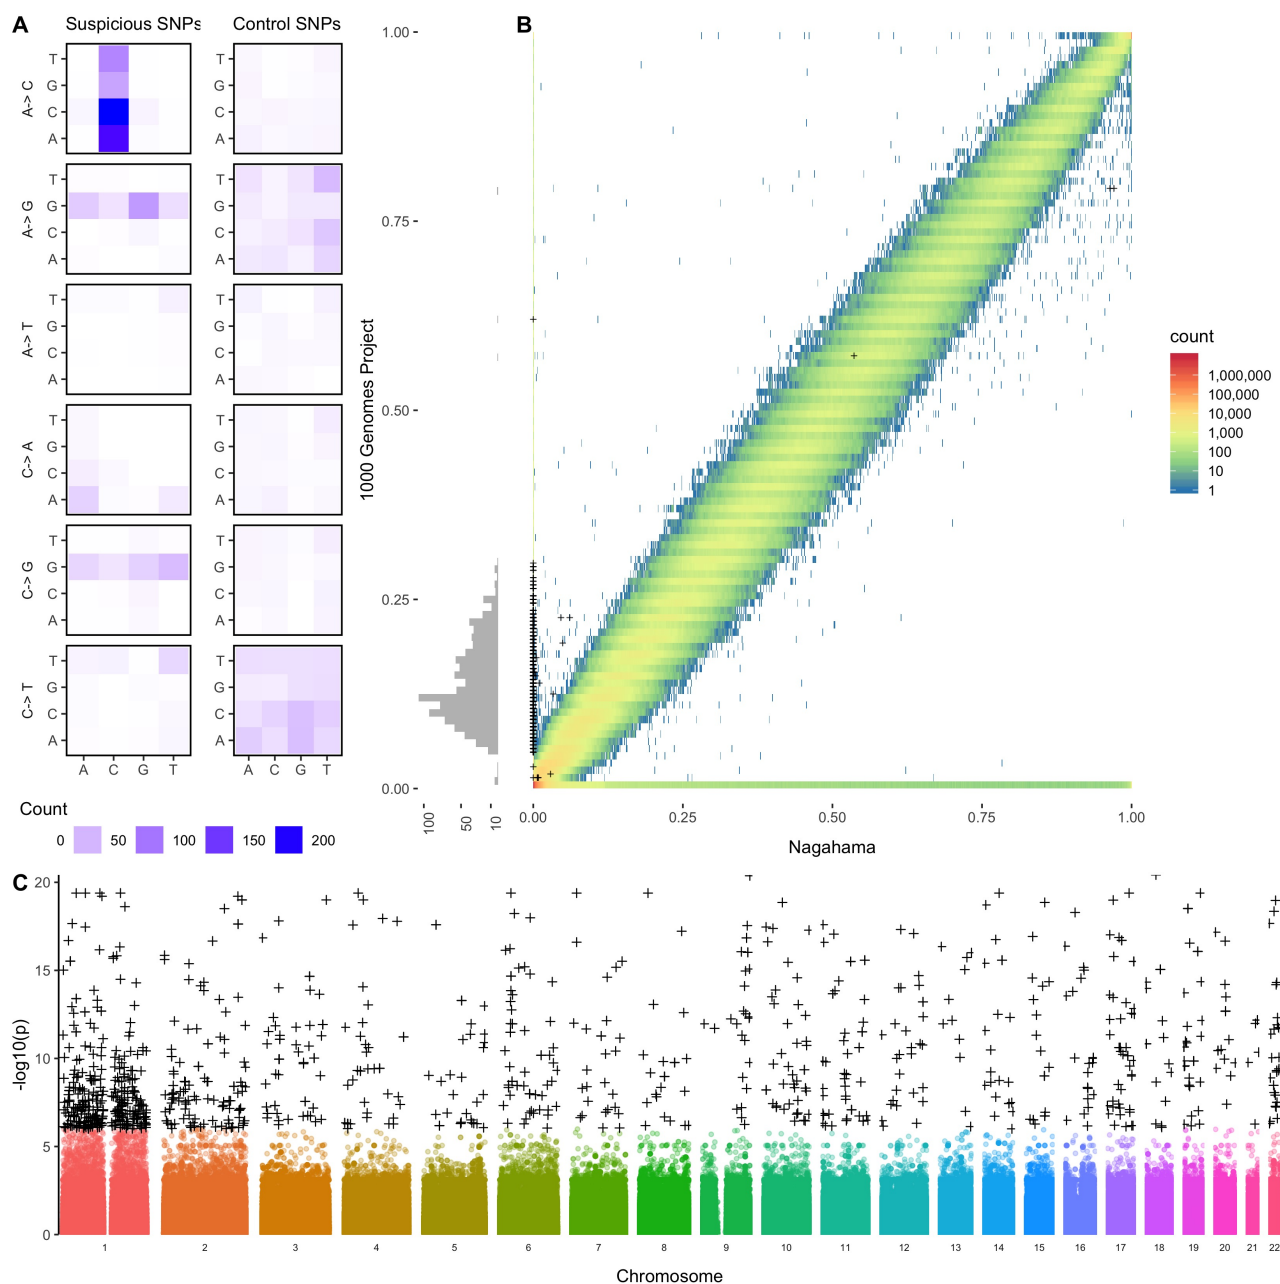 A
Suspicious SNPs
Control SNPs
A-> C
T
G
C
A
A-> G
T
G
C
A
T
G
C
A
T
G
C
A
A-> T
T
G
C
A
T
G
C
A
C-> A
T
G
C
A
T
G
C
A
C-> G
T
G
C
A
T
G
C
A
C-> T
T
G
C
A
T
G
C
A
A C G T
A C G T
Count
0 50 100 150 200
B
1000 Genomes Project
1.00
0.75
0.50
0.25
0.00
100 50 10
0.00 0.25 0.50 0.75 1.00
Nagahama
count
1,000,000
100,000
10,000
1,000
100
10
1
C
-log10(p)
20
15
10
5
0
1 2 3 4 5 6 7 8 9 10 11 12 13 14 15 16 17 18 19 20 21 22
Chromosome